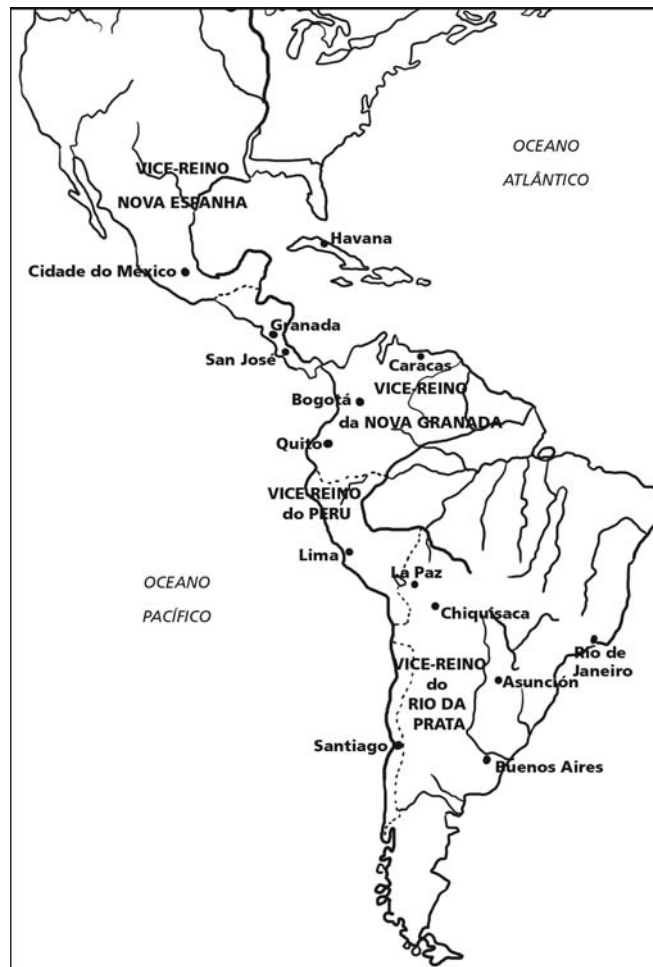 OCEANO
ATLÂNTICO
VICE-REINO
NOVA ESPANHA
Havana
Cidade do México
Granada
San José
Caracas
VICE-REINO
Bogotá
da NOVA GRANADA
Quito
VICE-REINO
do PERU
Lima
La Paz
OCEANO
PACÍFICO
Chiquisaca
Rio de
Janeiro
VICE-REINO
do
RIO DA
PRATA
Asunción
Santiago
Buenos Aires